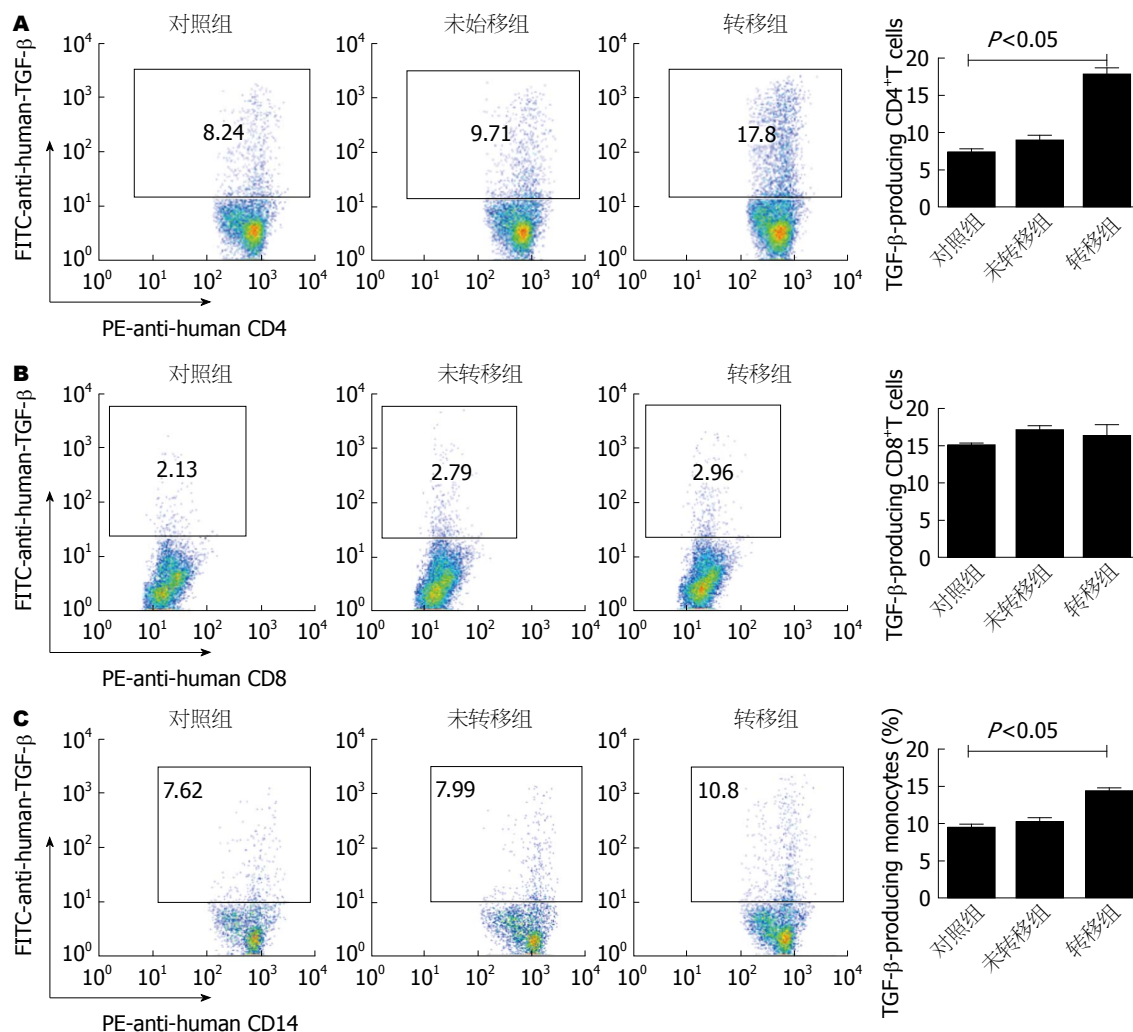 A
对照组
未始移组
转移组
FITC-anti-human-TGF-β
10⁴
10³
10²
10¹
10⁰
8.24
9.71
17.8
10⁰ 10¹ 10² 10³ 10⁴
10⁰ 10¹ 10² 10³ 10⁴
10⁰ 10¹ 10² 10³ 10⁴
PE-anti-human CD4
TGF-β-producing CD4⁺T cells
P<0.05
20
15
10
5
0
对照组
未转移组
转移组
B
对照组
未转移组
转移组
FITC-anti-human-TGF-β
10⁴
10³
10²
10¹
10⁰
2.13
2.79
2.96
10⁰ 10¹ 10² 10³ 10⁴
10⁰ 10¹ 10² 10³ 10⁴
10⁰ 10¹ 10² 10³ 10⁴
PE-anti-human CD8
TGF-β-producing CD8⁺T cells
20
15
10
5
0
对照组
未转移组
转移组
C
对照组
未转移组
转移组
FITC-anti-human-TGF-β
10⁴
10³
10²
10¹
10⁰
7.62
7.99
10.8
10⁰ 10¹ 10² 10³ 10⁴
10⁰ 10¹ 10² 10³ 10⁴
10⁰ 10¹ 10² 10³ 10⁴
PE-anti-human CD14
TGF-β-producing monocytes (%)
P<0.05
20
15
10
5
0
对照组
未转移组
转移组